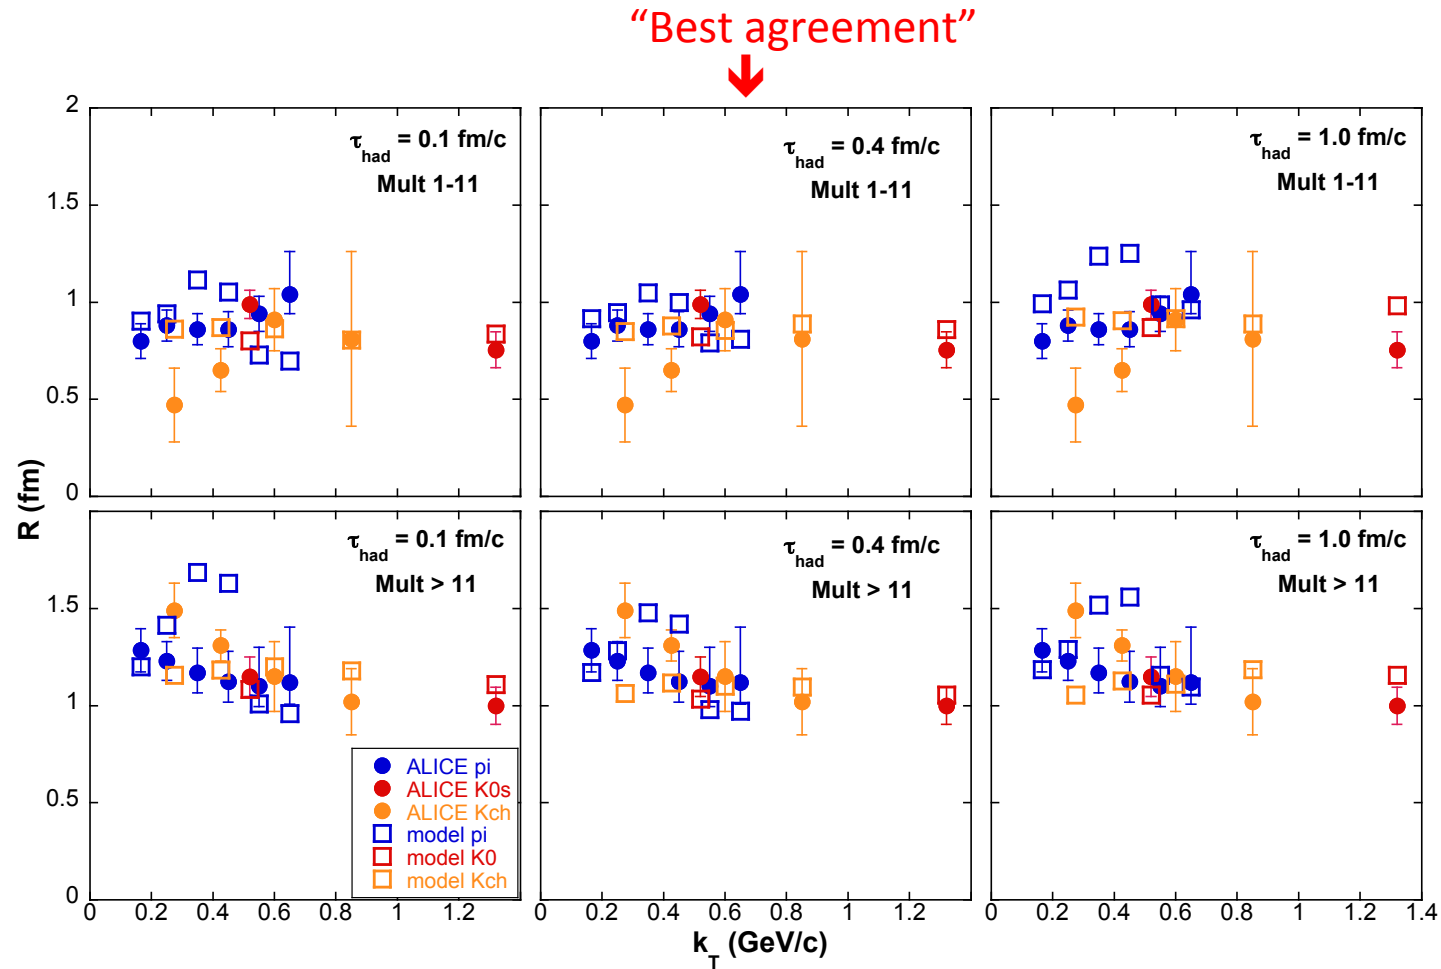 “Best agreement”
2
1.5
1
0.5
0
τhad = 0.1 fm/c
Mult 1-11
τhad = 0.4 fm/c
Mult 1-11
τhad = 1.0 fm/c
Mult 1-11
R (fm)
1.5
1
0.5
0
τhad = 0.1 fm/c
Mult > 11
τhad = 0.4 fm/c
Mult > 11
τhad = 1.0 fm/c
Mult > 11
ALICE pi
ALICE K0s
ALICE Kch
model pi
model K0
model Kch
0 0.2 0.4 0.6 0.8 1 1.2
0 0.2 0.4 0.6 0.8 1 1.2
0 0.2 0.4 0.6 0.8 1 1.2 1.4
kT (GeV/c)